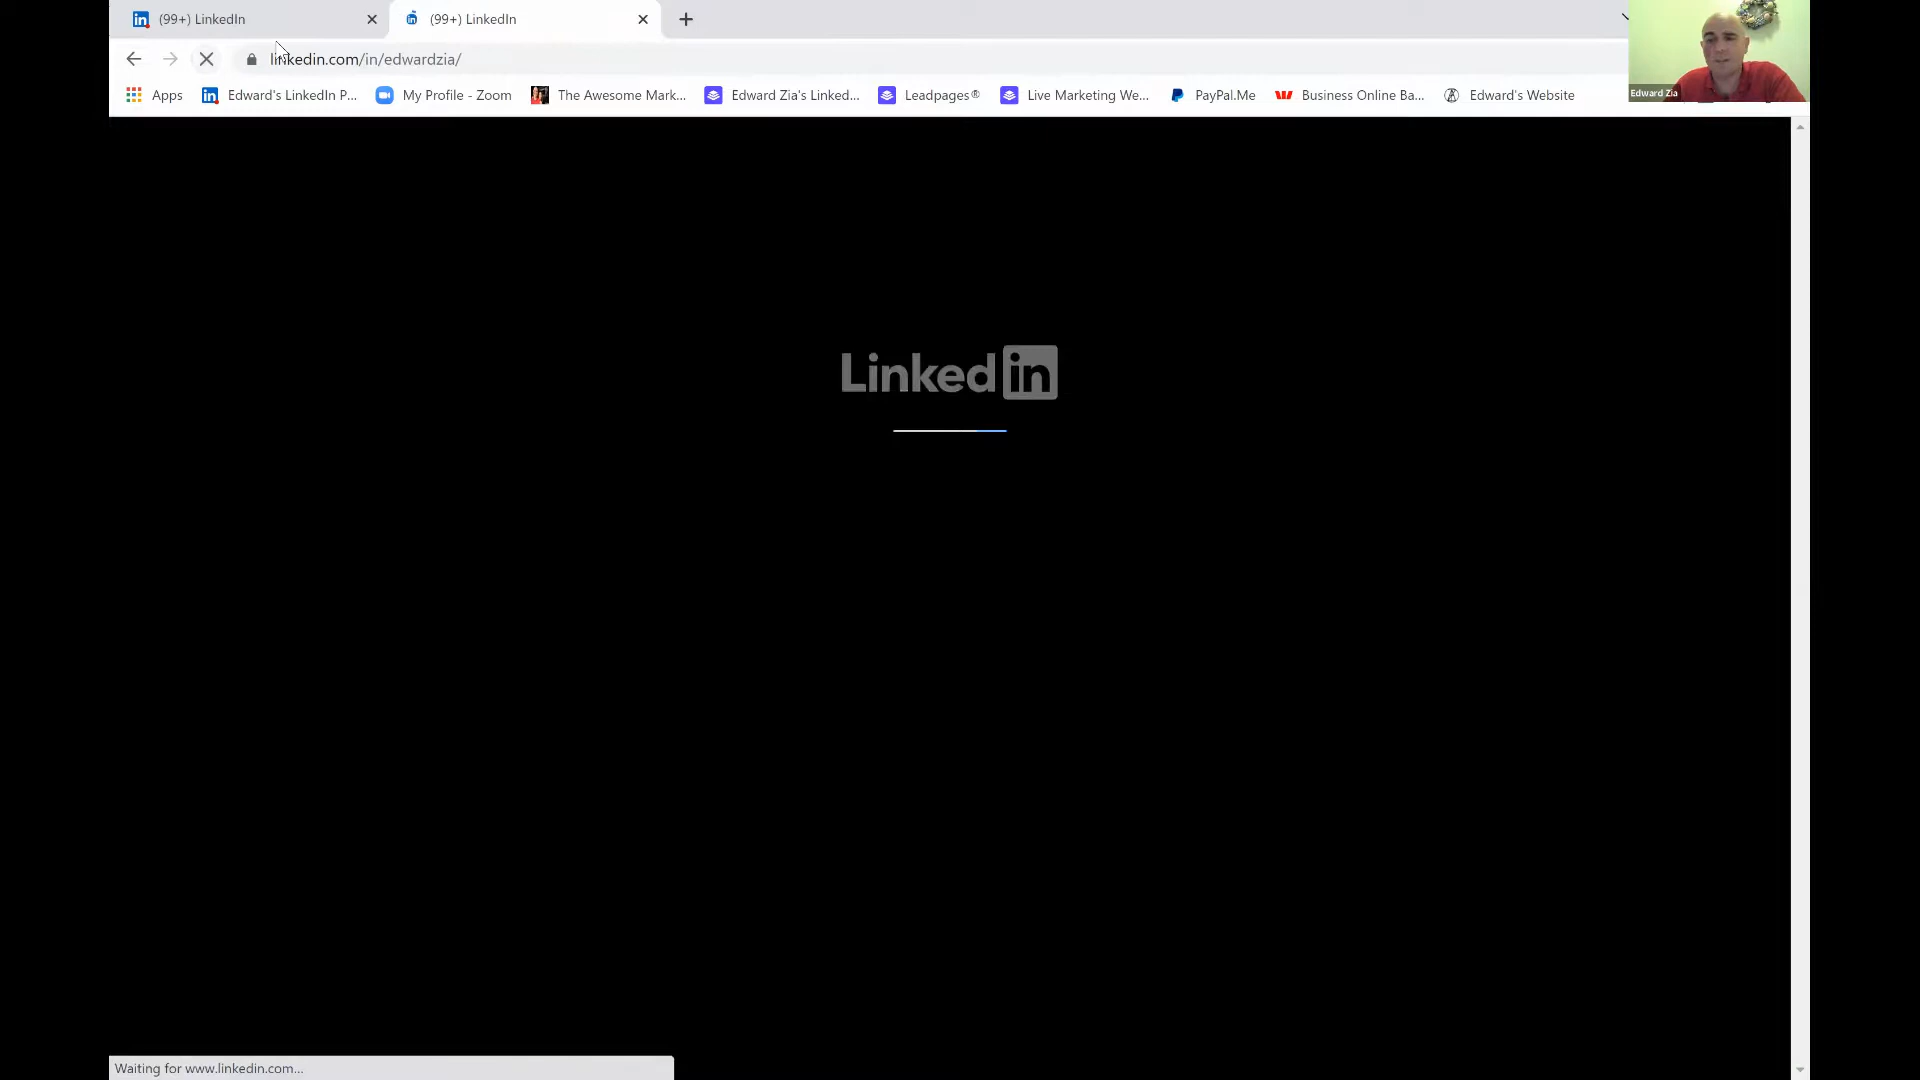 (99+) LinkedIn
(99+) LinkedIn
linkedin.com/in/edwardzia/
Apps
Edward's LinkedIn P...
My Profile - Zoom
The Awesome Mark...
Edward Zia's Linked...
Leadpages®
Live Marketing We...
PayPal.Me
Business Online Ba...
Edward's Website
Edward Zia
Linked in
Waiting for www.linkedin.com...